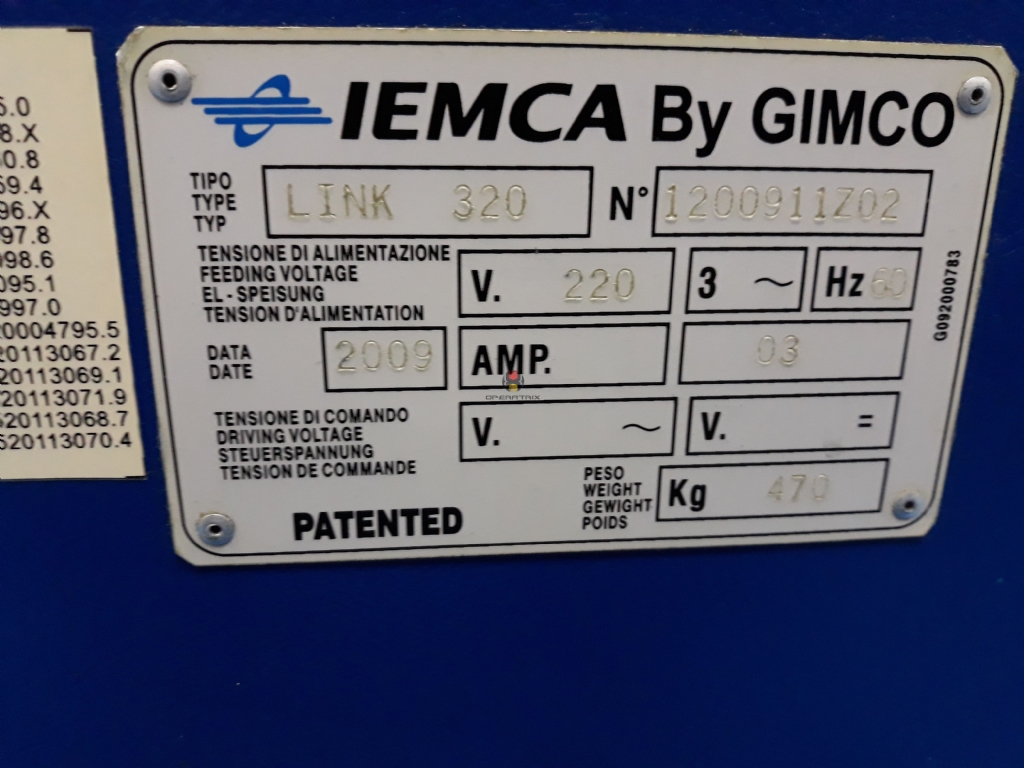 5.0
8.X
0.8
69.4
96.X
97.8
098.6
095.1
997.0
20004795.5
20113067.2
20113069.1
20113071.9
520113068.7
520113070.4
IEMCA By GIMCO
TIPO
TYPE
TYP
LINK 320
N° 1200911Z02
TENSIONE DI ALIMENTAZIONE
FEEDING VOLTAGE
EL - SPEISUNG
TENSION D'ALIMENTATION
V. 220
3 ~
Hz 60
DATA
DATE
2009
AMP. 03
TENSIONE DI COMANDO
DRIVING VOLTAGE
STEUERSPANNUNG
TENSION DE COMMANDE
V. ~
V. =
PATENTED
PESO
WEIGHT
GEWIGHT
POIDS
Kg 470
G092000783
OPERATRIX